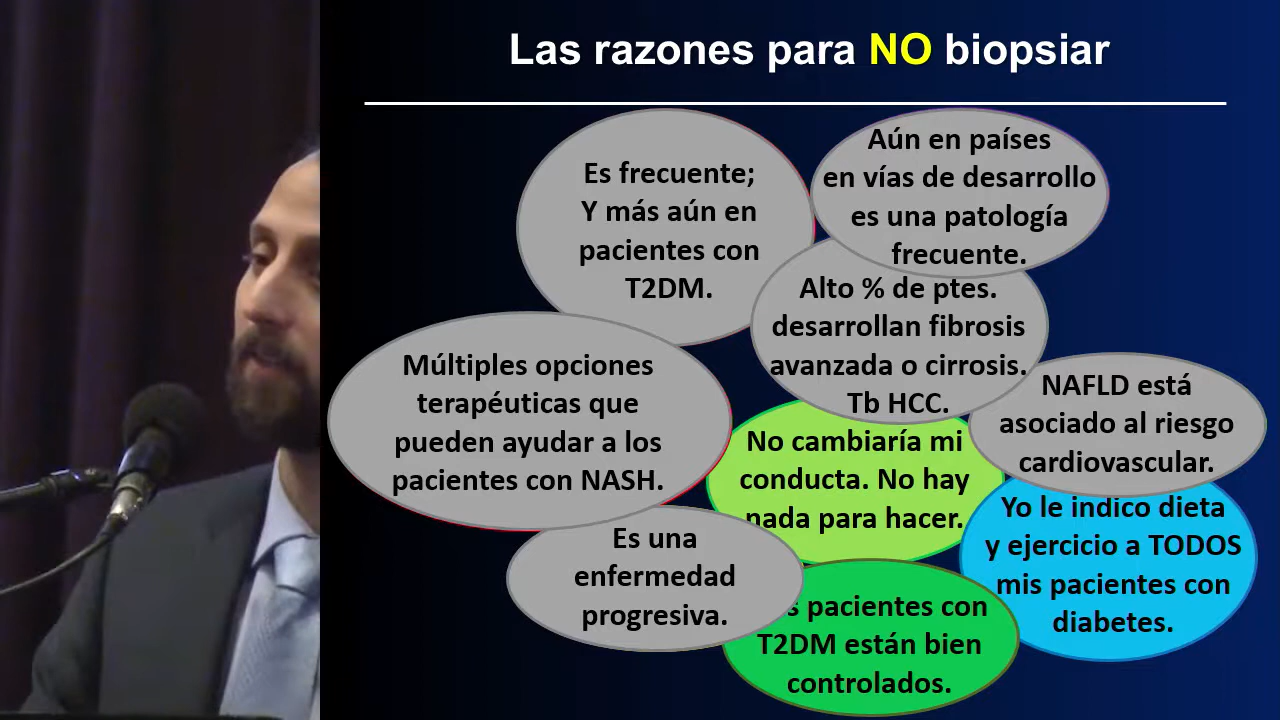 Las razones para NO biopsiar
Es frecuente;
Y más aún en
pacientes con
T2DM.
Aún en países
en vías de desarrollo
es una patología
frecuente.
Alto % de ptes.
desarrollan fibrosis
avanzada o cirrosis.
Tb HCC.
Múltiples opciones
terapéuticas que
pueden ayudar a los
pacientes con NASH.
NAFLD está
asociado al riesgo
cardiovascular.
No cambiaría mi
conducta. No hay
nada para hacer.
Yo le indico dieta
y ejercicio a TODOS
mis pacientes con
diabetes.
Es una
enfermedad
progresiva.
pacientes con
T2DM están bien
controlados.